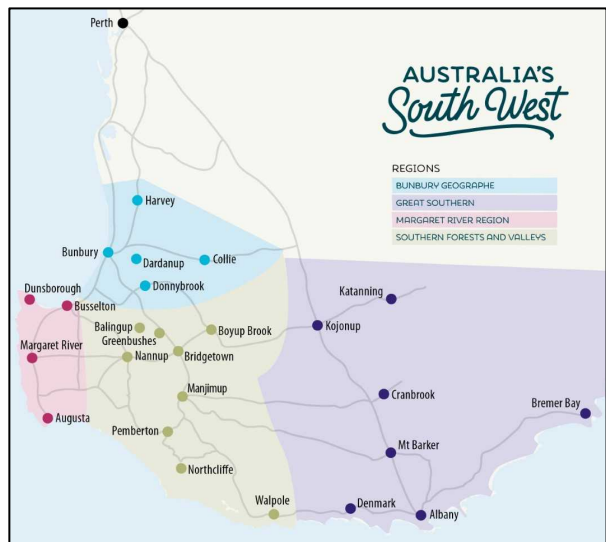 Perth
AUSTRALIA'S
South West
REGIONS
BUNBURY GEOGRAPHE
GREAT SOUTHERN
MARGARET RIVER REGION
SOUTHERN FORESTS AND VALLEYS
Harvey
Bunbury
Dardanup
Collie
Donnybrook
Dunsborough
Busselton
Katanning
Balingup
Greenbushes
Boyup Brook
Kojonup
Margaret River
Nannup
Bridgetown
Manjimup
Cranbrook
Bremer Bay
Augusta
Pemberton
Mt Barker
Northcliffe
Walpole
Denmark
Albany